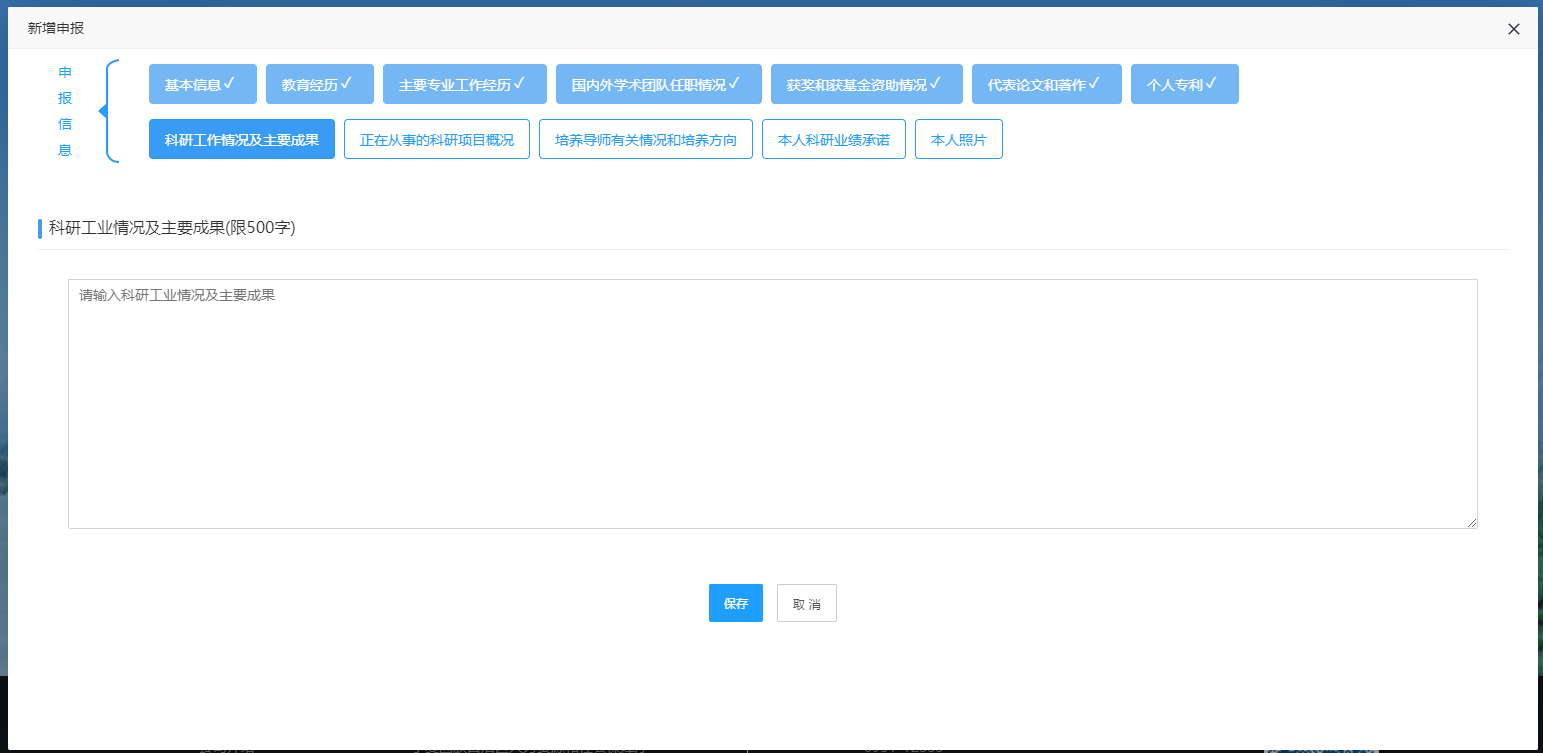 新增申报
申报信息
基本信息✓ 教育经历✓ 主要专业工作经历✓ 国内外学术团队任职情况✓ 获奖和获基金资助情况✓ 代表论文和著作✓ 个人专利✓
科研工作情况及主要成果 正在从事的科研项目概况 培养导师有关情况和培养方向 本人科研业绩承诺 本人照片
科研工业情况及主要成果(限500字)
请输入科研工业情况及主要成果
保存 取 消